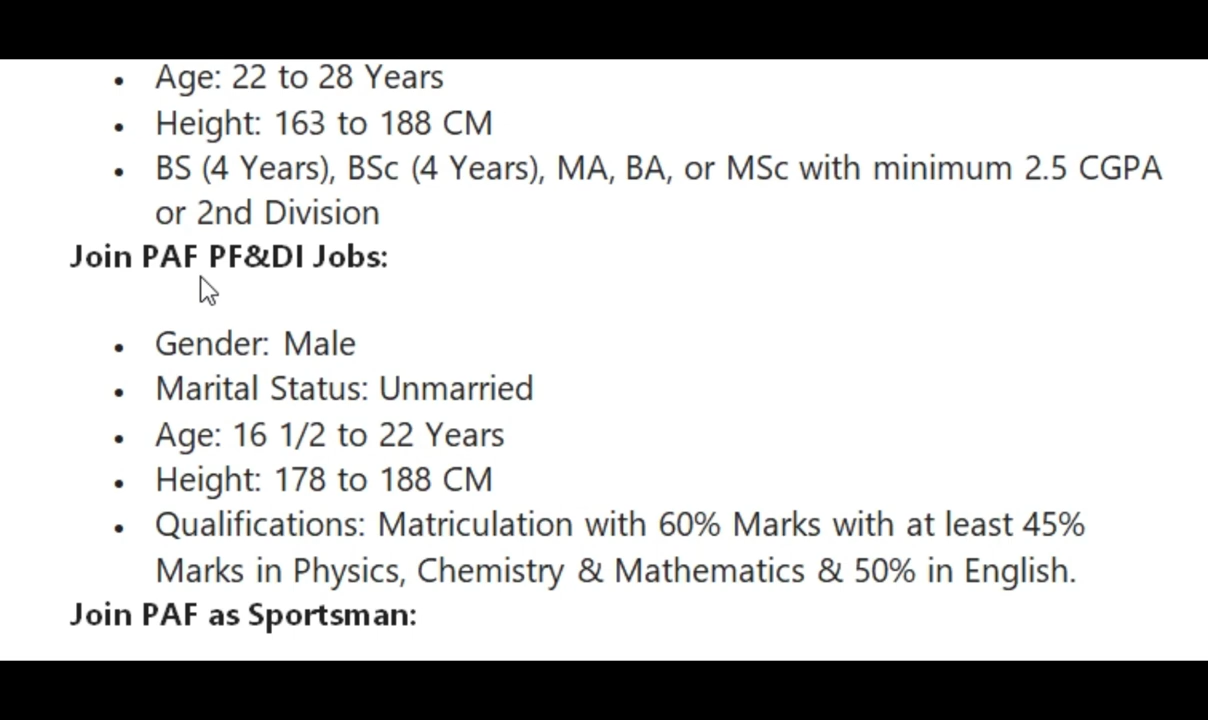 • Age: 22 to 28 Years
• Height: 163 to 188 CM
• BS (4 Years), BSc (4 Years), MA, BA, or MSc with minimum 2.5 CGPA
or 2nd Division
Join PAF PF&DI Jobs:
• Gender: Male
• Marital Status: Unmarried
• Age: 16 1/2 to 22 Years
• Height: 178 to 188 CM
• Qualifications: Matriculation with 60% Marks with at least 45%
Marks in Physics, Chemistry & Mathematics & 50% in English.
Join PAF as Sportsman: